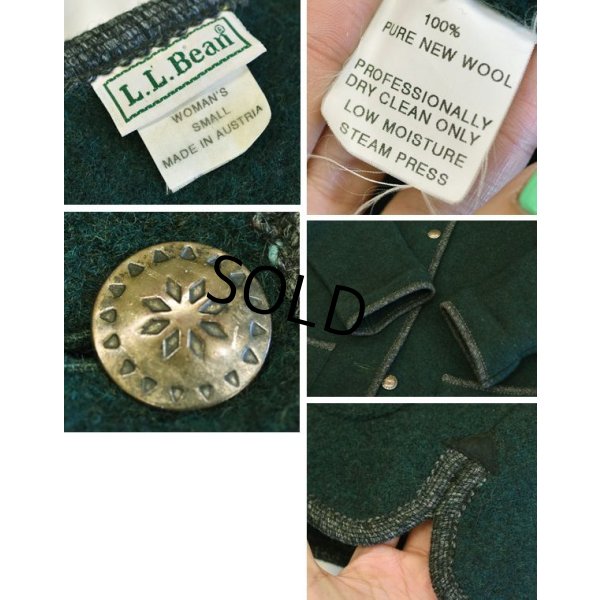 L.L.Bean
WOMAN'S
SMALL
MADE IN AUSTRIA
100%
PURE NEW WOOL
PROFESSIONALLY
DRY CLEAN ONLY
LOW MOISTURE
STEAM PRESS
SOLD